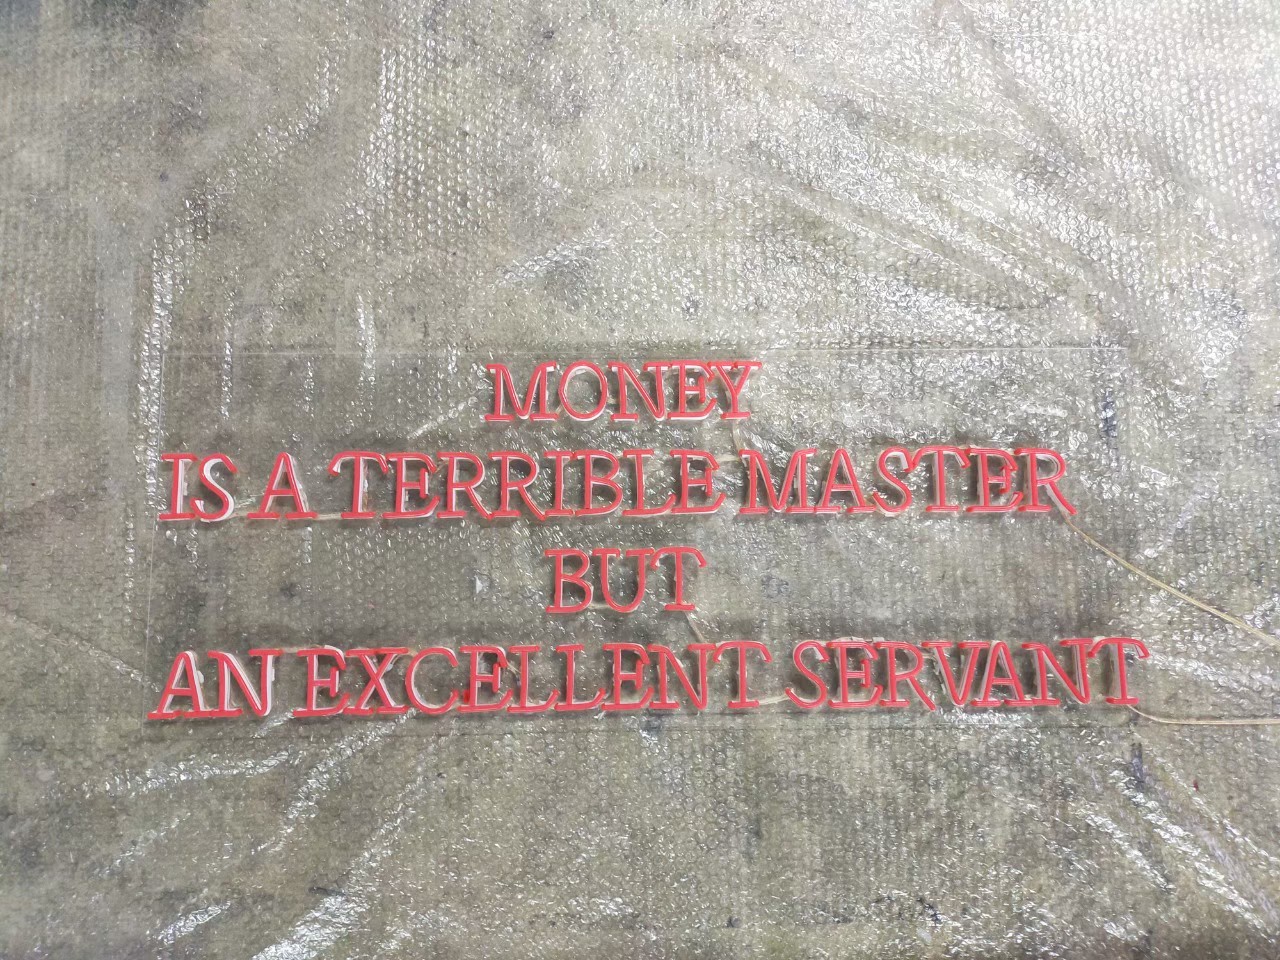 MONEY
IS A TERRIBLE MASTER
BUT
AN EXCELLENT SERVANT